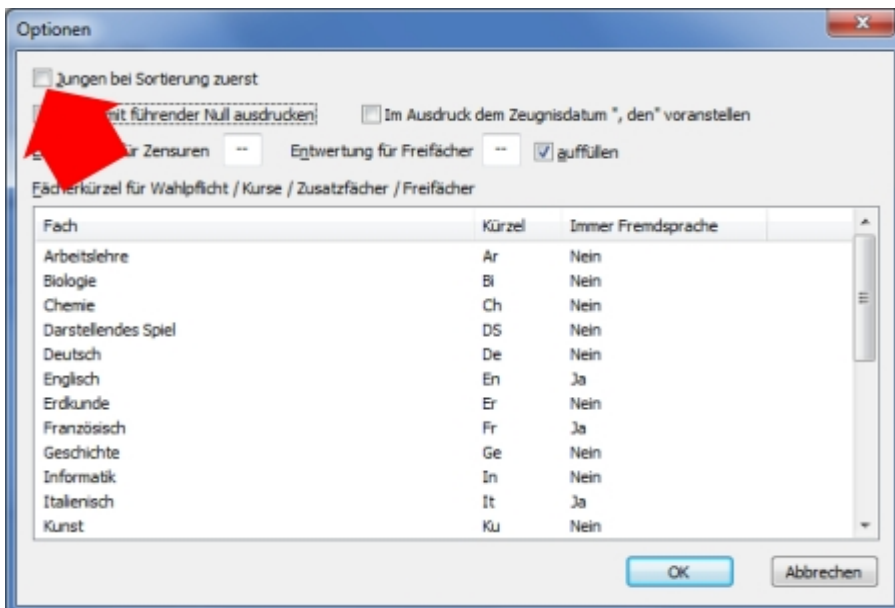 Optionen
Jungen bei Sortierung zuerst
mit führender Null ausdrucken Im Ausdruck dem Zeugnisdatum ", den" voranstellen
für Zensuren -- Entwertung für Freifächer -- auffüllen
Fächerkürzel für Wahlpflicht / Kurse / Zusatzfächer / Freifächer
Fach Kürzel Immer Fremdsprache
Arbeitslehre Ar Nein
Biologie Bi Nein
Chemie Ch Nein
Darstellendes Spiel DS Nein
Deutsch De Nein
Englisch En Ja
Erdkunde Er Nein
Französisch Fr Ja
Geschichte Ge Nein
Informatik In Nein
Italienisch It Ja
Kunst Ku Nein
OK Abbrechen